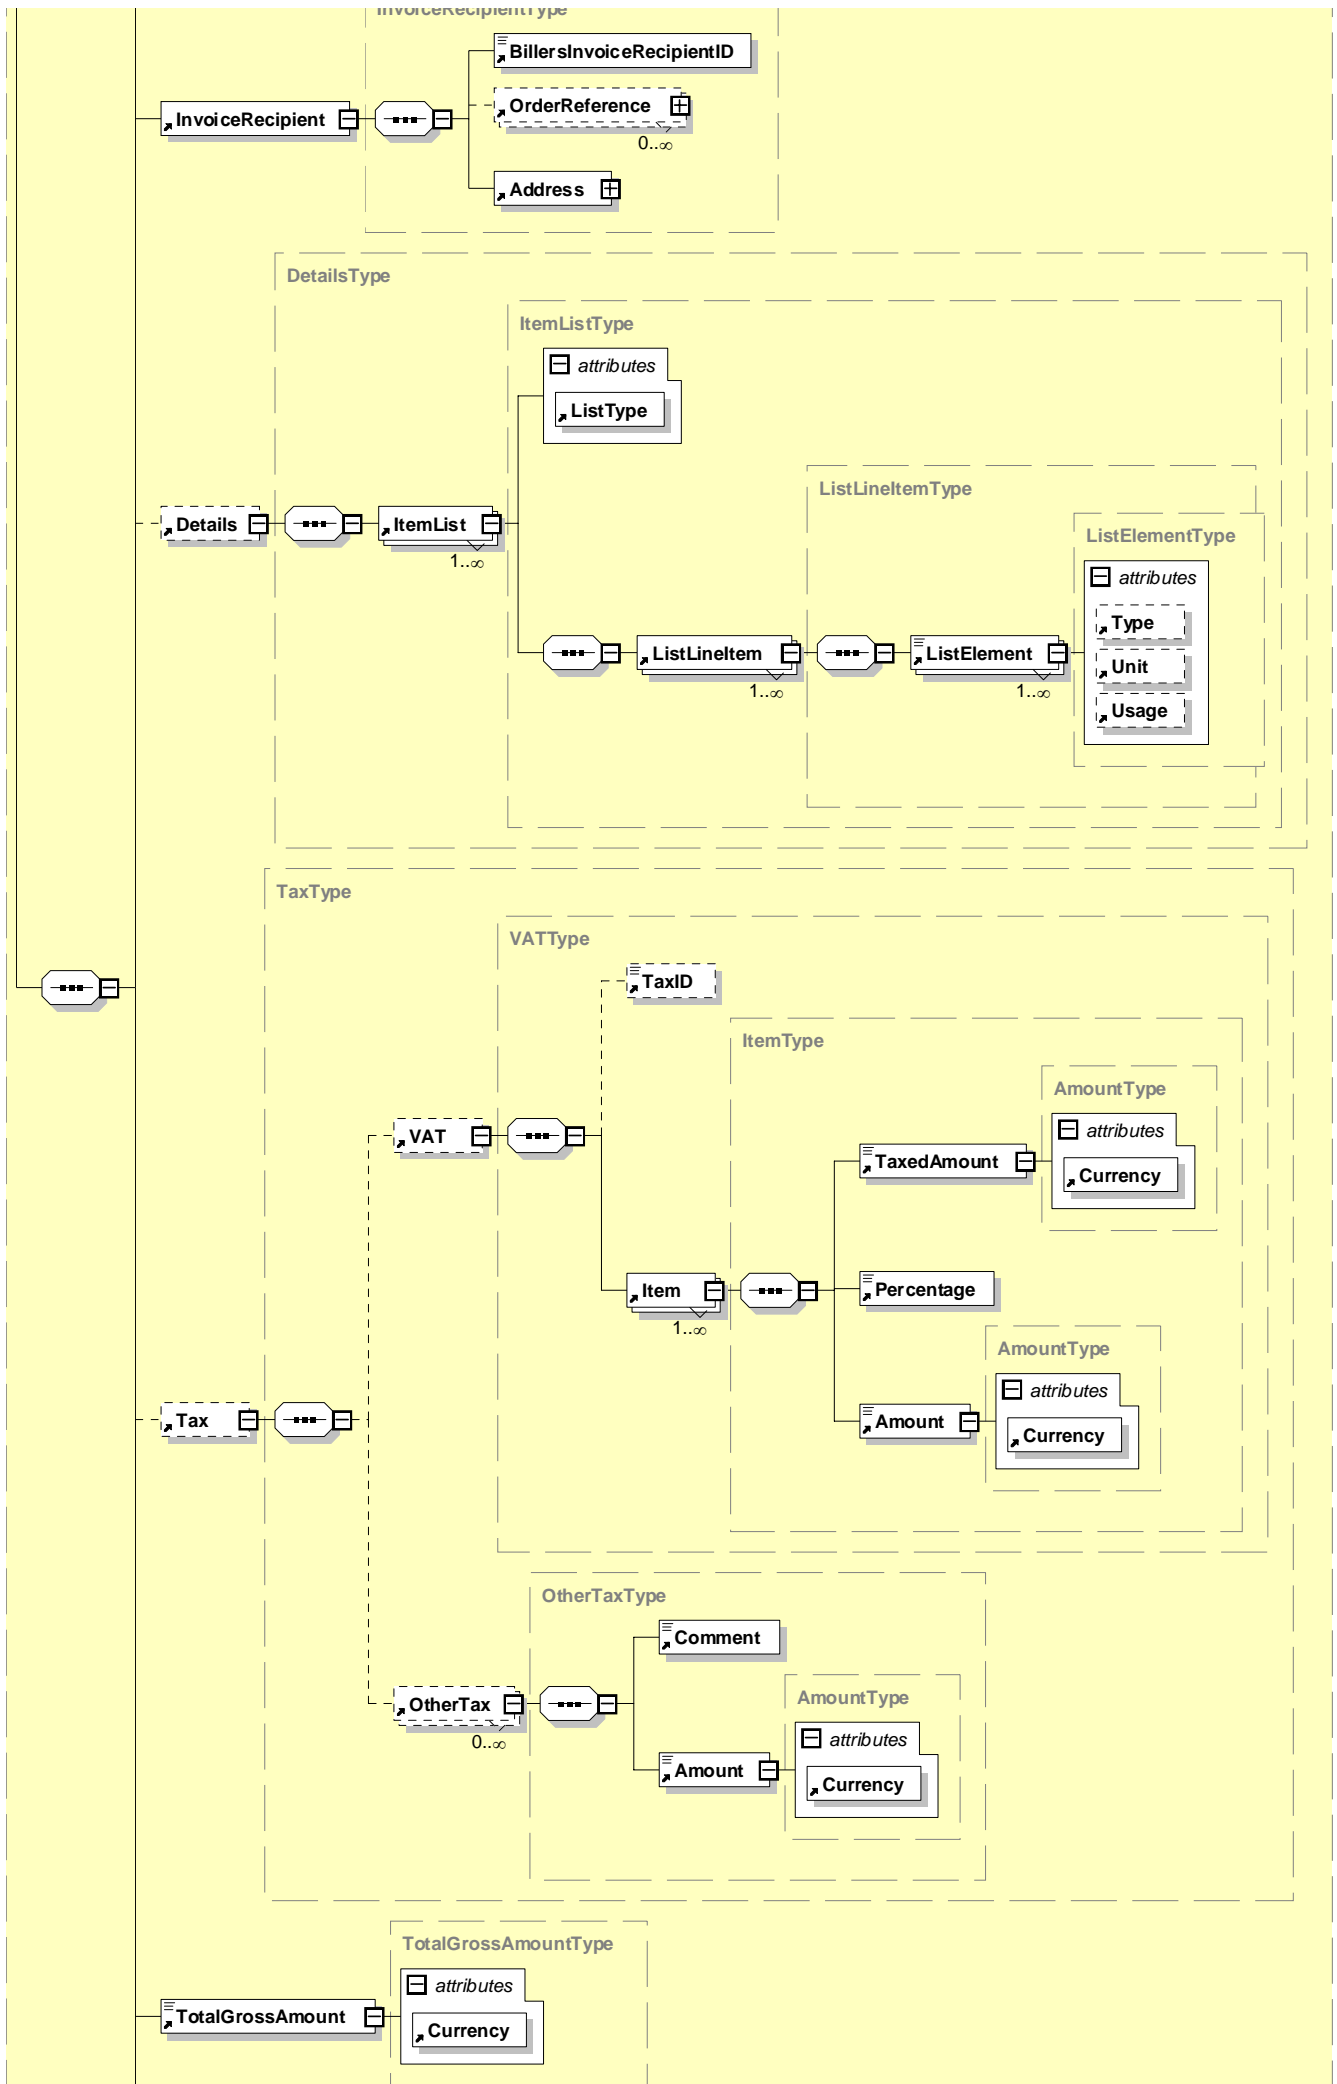 InvoiceRecipientType
BillersInvoiceRecipientID
OrderReference
0..∞
InvoiceRecipient
Address
DetailsType
ItemListType
attributes
ListType
ListLineItemType
ListElementType
attributes
Details
ItemList
1..∞
Type
ListLineItem
1..∞
ListElement
1..∞
Unit
Usage
TaxType
VATType
TaxID
ItemType
AmountType
attributes
VAT
TaxedAmount
Currency
Item
1..∞
Percentage
AmountType
attributes
Tax
Amount
Currency
OtherTaxType
Comment
AmountType
OtherTax
0..∞
attributes
Amount
Currency
TotalGrossAmountType
attributes
TotalGrossAmount
Currency